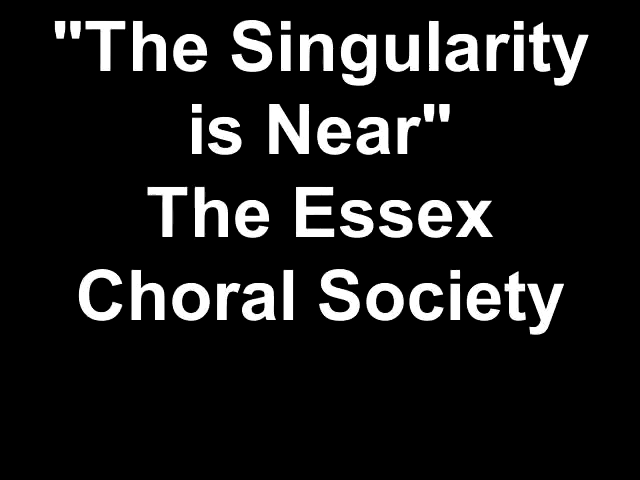 "The Singularity
is Near"
The Essex
Choral Society